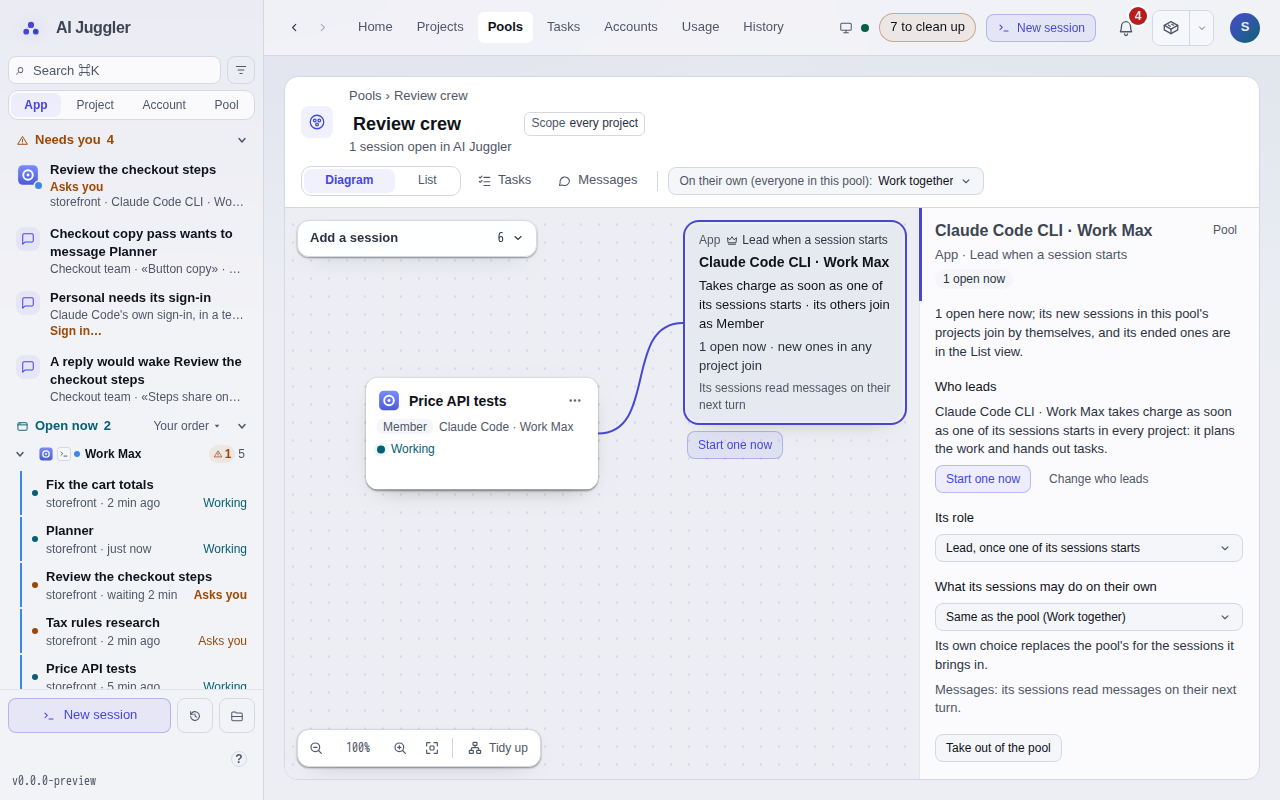 AI Juggler
Search ⌘K
App Project Account Pool
Needs you 4
Review the checkout steps
Asks you
storefront · Claude Code CLI · Wo…
Checkout copy pass wants to
message Planner
Checkout team · «Button copy» · …
Personal needs its sign-in
Claude Code's own sign-in, in a te…
Sign in…
A reply would wake Review the
checkout steps
Checkout team · «Steps share on…
Open now 2 Your order
Work Max 1 5
Fix the cart totals
storefront · 2 min ago Working
Planner
storefront · just now Working
Review the checkout steps
storefront · waiting 2 min Asks you
Tax rules research
storefront · 2 min ago Asks you
Price API tests
storefront · 5 min ago Working
New session
?
v0.0.0-preview
Home Projects Pools Tasks Accounts Usage History
7 to clean up
New session
4
S
Pools › Review crew
Review crew
Scope every project
1 session open in AI Juggler
Diagram List Tasks Messages
On their own (everyone in this pool): Work together
Add a session 6
App Lead when a session starts
Claude Code CLI · Work Max
Takes charge as soon as one of
its sessions starts · its others join
as Member
1 open now · new ones in any
project join
Its sessions read messages on their
next turn
Start one now
Price API tests
Member Claude Code · Work Max
Working
100%
Tidy up
Claude Code CLI · Work Max
Pool
App · Lead when a session starts
1 open now
1 open here now; its new sessions in this pool's
projects join by themselves, and its ended ones are
in the List view.
Who leads
Claude Code CLI · Work Max takes charge as soon
as one of its sessions starts in every project: it plans
the work and hands out tasks.
Start one now Change who leads
Its role
Lead, once one of its sessions starts
What its sessions may do on their own
Same as the pool (Work together)
Its own choice replaces the pool's for the sessions it
brings in.
Messages: its sessions read messages on their next
turn.
Take out of the pool